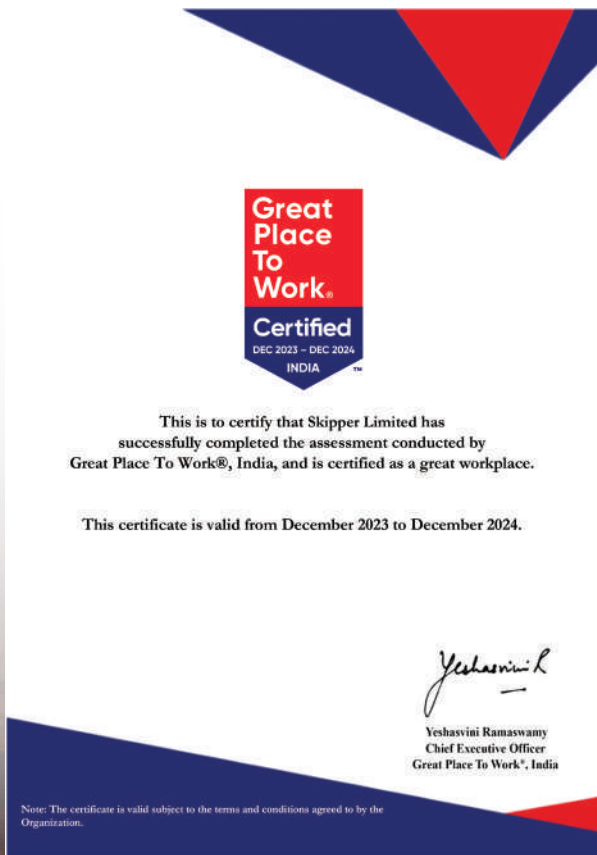 Great
Place
To
Work®
Certified
DEC 2023 – DEC 2024
INDIA ™
This is to certify that Skipper Limited has
successfully completed the assessment conducted by
Great Place To Work®, India, and is certified as a great workplace.
This certificate is valid from December 2023 to December 2024.
Yeshasvini R
Yeshasvini Ramaswamy
Chief Executive Officer
Great Place To Work®, India
Note: The certificate is valid subject to the terms and conditions agreed to by the
Organization.